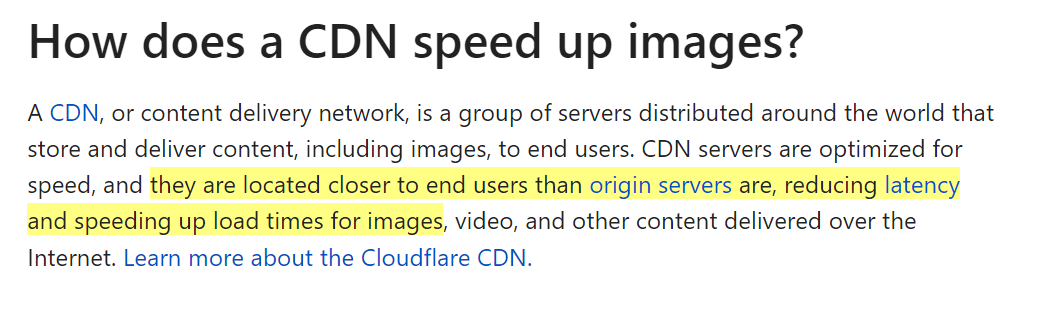 How does a CDN speed up images?
A CDN, or content delivery network, is a group of servers distributed around the world that
store and deliver content, including images, to end users. CDN servers are optimized for
speed, and they are located closer to end users than origin servers are, reducing latency
and speeding up load times for images, video, and other content delivered over the
Internet. Learn more about the Cloudflare CDN.